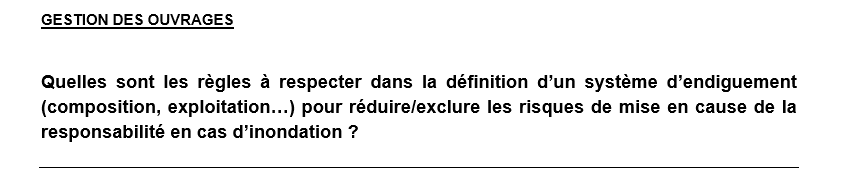 GESTION DES OUVRAGES
Quelles sont les règles à respecter dans la définition d’un système d’endiguement
(composition, exploitation…) pour réduire/exclure les risques de mise en cause de la
responsabilité en cas d’inondation ?